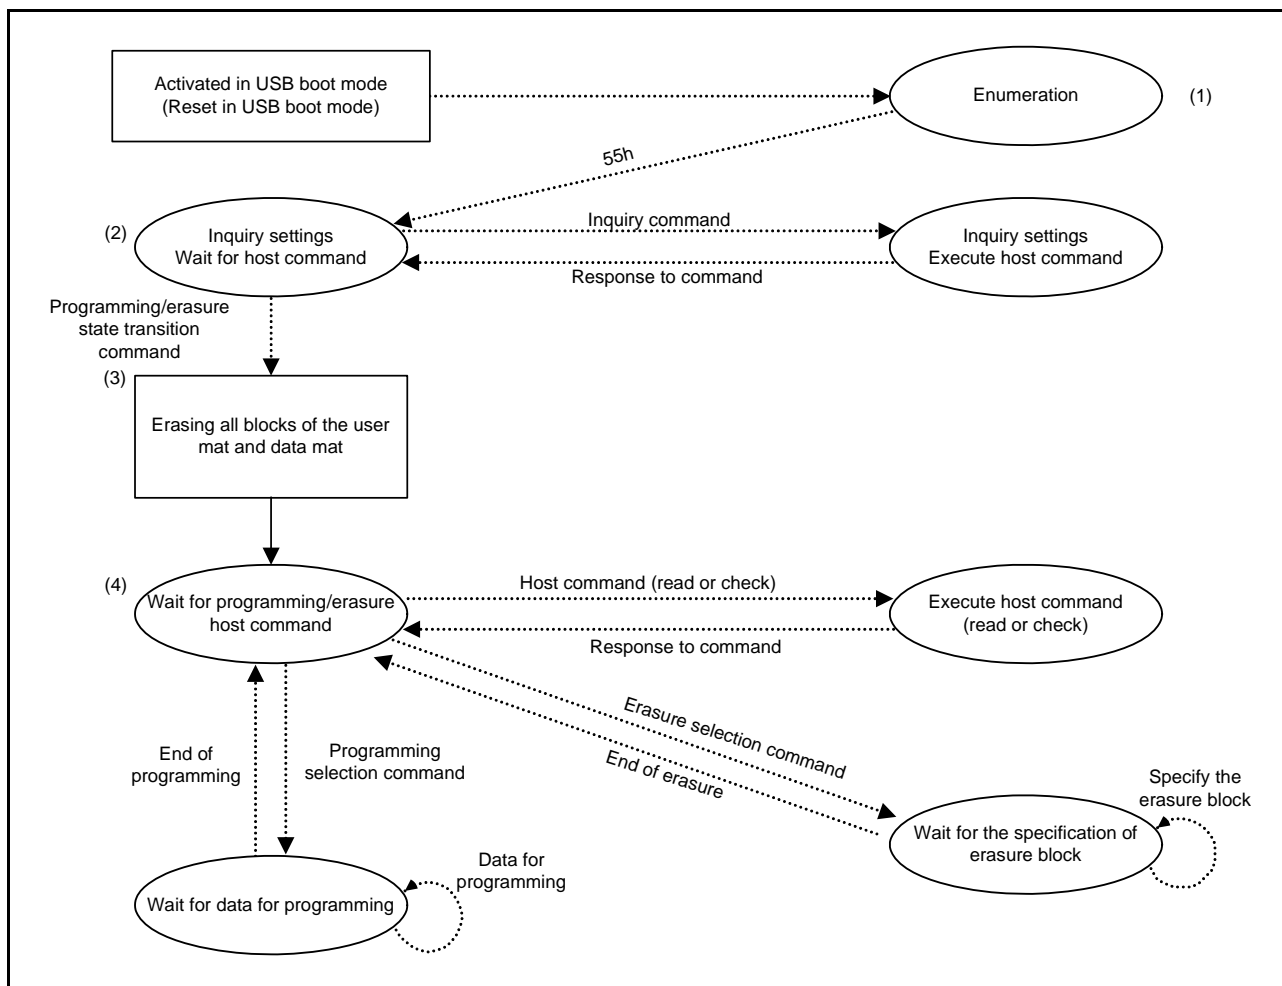 Activated in USB boot mode
(Reset in USB boot mode)
Enumeration
(1)
55h
(2)
Inquiry settings
Wait for host command
Inquiry command
Response to command
Inquiry settings
Execute host command
Programming/erasure
state transition
command
(3)
Erasing all blocks of the user
mat and data mat
(4)
Wait for programming/erasure
host command
Host command (read or check)
Response to command
Execute host command
(read or check)
Erasure selection command
End of erasure
End of
programming
Programming
selection command
Specify the
erasure block
Wait for the specification of
erasure block
Data for
programming
Wait for data for programming